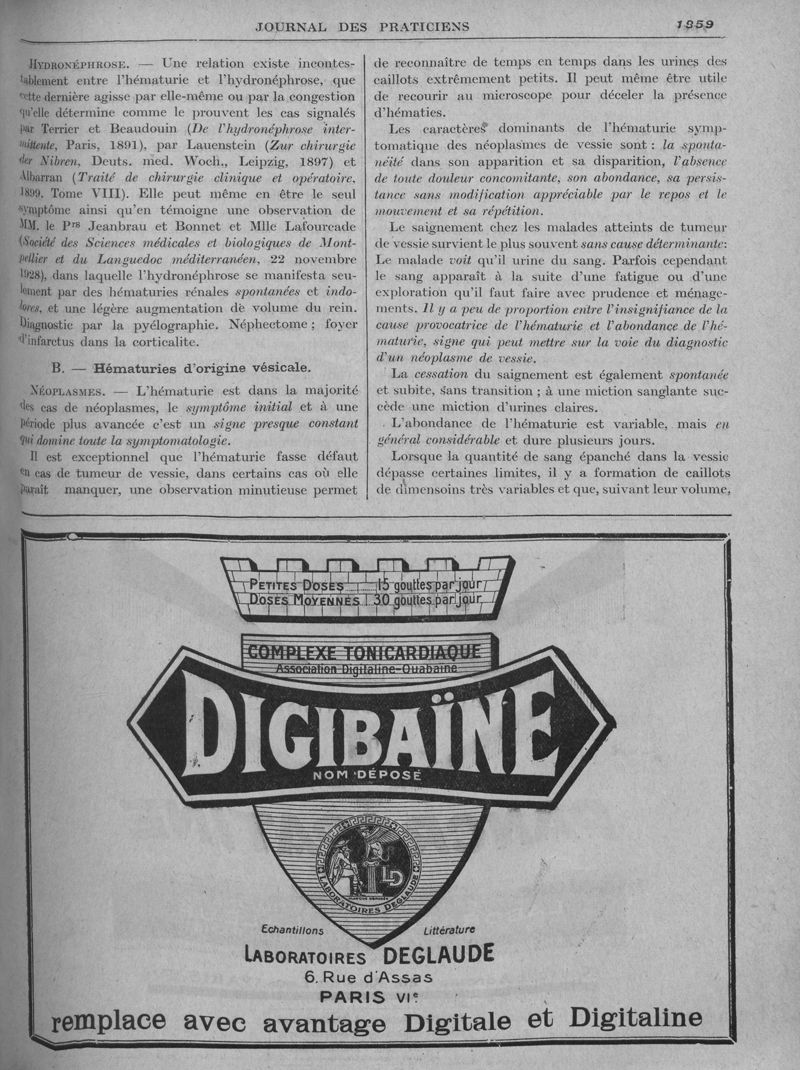 JOURNAL DES PRATICIENS
1359
HYDRONÉPHROSE. — Une relation existe incontes-
tablement entre l'hématurie et l'hydronéphrose, que
cette dernière agisse par elle-même ou par la congestion
qu'elle détermine comme le prouvent les cas signalés
par Terrier et Beaudouin (De l'hydronéphrose inter-
mittente, Paris, 1891), par Lauenstein (Zur chirurgie
der Nibren, Deuts. med. Woch., Leipzig, 1897) et
Albarran (Traité de chirurgie clinique et opératoire,
1899, Tome VIII). Elle peut même en être le seul
symptôme ainsi qu'en témoigne une observation de
MM. le Prs Jeanbrau et Bonnet et Mlle Lafourcade
(Société des Sciences médicales et biologiques de Mont-
pellier et du Languedoc méditerranéen, 22 novembre
1928), dans laquelle l'hydronéphrose se manifesta seu-
lement par des hématuries rénales spontanées et indo-
lores, et une légère augmentation de volume du rein.
Diagnostic par la pyélographie. Néphectome ; foyer
d'infarctus dans la corticalite.
B. — Hématuries d'origine vésicale.
NÉOPLASMES. — L'hématurie est dans la majorité
des cas de néoplasmes, le symptôme initial et à une
période plus avancée c'est un signe presque constant
qui domine toute la symptomatologie.
Il est exceptionnel que l'hématurie fasse défaut
en cas de tumeur de vessie, dans certains cas où elle
paraît manquer, une observation minutieuse permet
de reconnaître de temps en temps dans les urines des
caillots extrêmement petits. Il peut même être utile
de recourir au microscope pour déceler la présence
d'hématies.
Les caractères dominants de l'hématurie symp-
tomatique des néoplasmes de vessie sont : la sponta-
néité dans son apparition et sa disparition, l'absence
de toute douleur concomitante, son abondance, sa persis-
tance sans modification appréciable par le repos et le
mouvement et sa répétition.
Le saignement chez les malades atteints de tumeur
de vessie survient le plus souvent sans cause déterminante:
Le malade voit qu'il urine du sang. Parfois cependant
le sang apparaît à la suite d'une fatigue ou d'une
exploration qu'il faut faire avec prudence et ménage-
ments. Il y a peu de proportion entre l'insignifiance de la
cause provocatrice de l'hématurie et l'abondance de l'hé-
maturie, signe qui peut mettre sur la voie du diagnostic
d'un néoplasme de vessie.
La cessation du saignement est également spontanée
et subite, sans transition ; à une miction sanglante suc-
cède une miction d'urines claires.
L'abondance de l'hématurie est variable, mais en
général considérable et dure plusieurs jours.
Lorsque la quantité de sang épanché dans la vessie
dépasse certaines limites, il y a formation de caillots
de dimensoins très variables et que, suivant leur volume,
PETITES DOSES 15 gouttes par jour
DOSES MOYENNES 30 gouttes par jour
COMPLEXE TONICARDIAQUE
Association Digitaline-Ouabaïne
DIGIBAÏNE
NOM DÉPOSÉ
LD
LABORATOIRES DEGLAUDE
Echantillons Littérature
LABORATOIRES DEGLAUDE
6. Rue d'Assas
PARIS VIe
remplace avec avantage Digitale et Digitaline